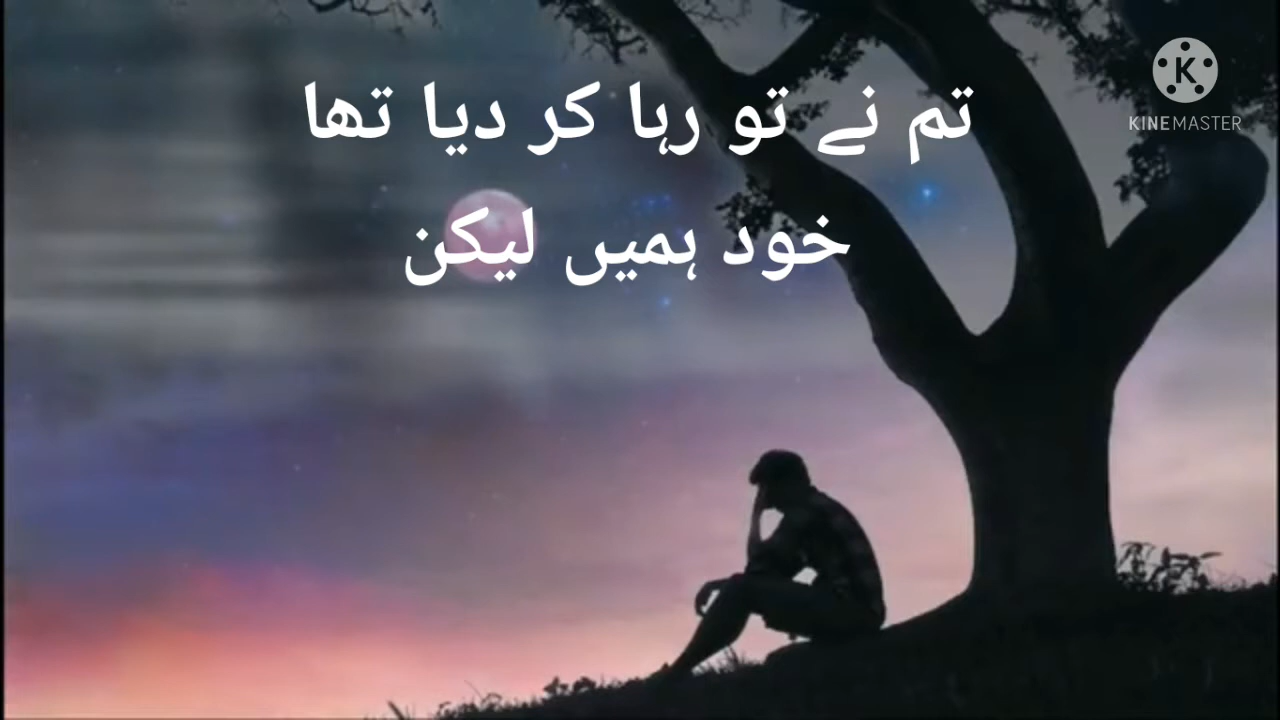 تم نے تو رہا کر دیا تھا
خود ہمیں لیکن
KINEMASTER